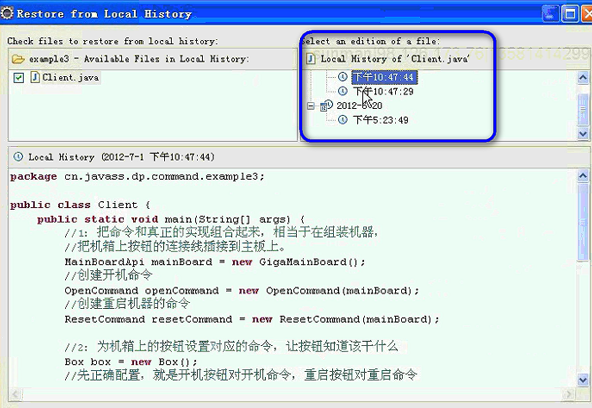 Restore from Local History
Check files to restore from local history:
Select an edition of a file:
example3 - Available Files in Local History:
Local History of 'Client.java'
Client.java
下午10:47:44
下午10:47:29
2012-6-20
下午5:23:49
Local History (2012-7-1 下午10:47:44)
package cn.javass.dp.command.example3;
public class Client {
public static void main(String[] args) {
//1: 把命令和真正的实现组合起来，相当于在组装机器，
//把机箱上按钮的连接线插接到主板上。
MainBoardApi mainBoard = new GigaMainBoard();
//创建开机命令
OpenCommand openCommand = new OpenCommand(mainBoard);
//创建重启机器的命令
ResetCommand resetCommand = new ResetCommand(mainBoard);
//2: 为机箱上的按钮设置对应的命令，让按钮知道该干什么
Box box = new Box();
//先正确配置，就是开机按钮对开机命令，重启按钮对重启命令